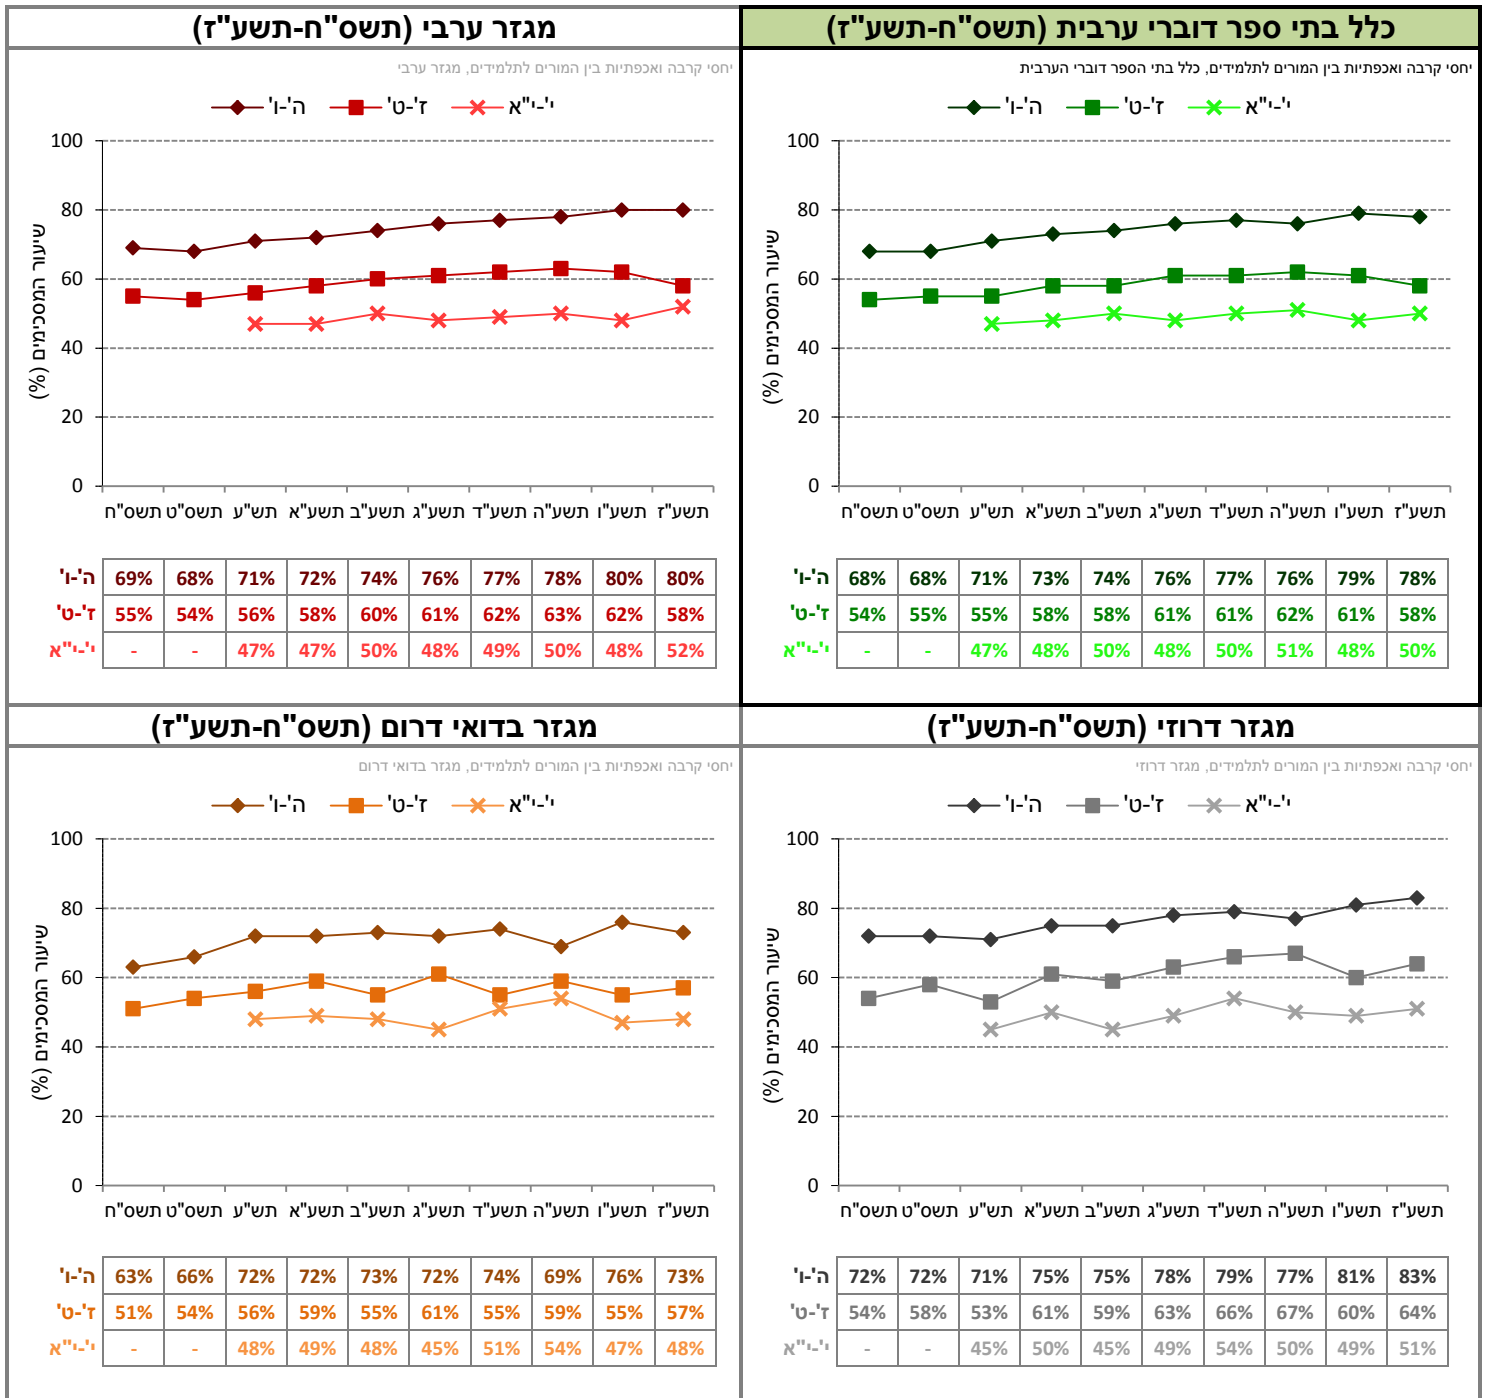 כלל בתי ספר דוברי ערבית (תשס"ח-תשע"ז)
יחסי קרבה ואכפתיות בין המורים לתלמידים, כלל בתי הספר דוברי הערבית
ה'-ו' ז'-ט' י'-י"א
שיעור המסכימים (%)
100
80
60
40
20
0
תשס"ח תשס"ט תש"ע תשע"א תשע"ב תשע"ג תשע"ד תשע"ה תשע"ו תשע"ז
ה'-ו' 68% 68% 71% 73% 74% 76% 77% 76% 79% 78%
ז'-ט' 54% 55% 55% 58% 58% 61% 61% 62% 61% 58%
י'-י"א - - 47% 48% 50% 48% 50% 51% 48% 50%
מגזר ערבי (תשס"ח-תשע"ז)
יחסי קרבה ואכפתיות בין המורים לתלמידים, מגזר ערבי
ה'-ו' ז'-ט' י'-י"א
שיעור המסכימים (%)
100
80
60
40
20
0
תשס"ח תשס"ט תש"ע תשע"א תשע"ב תשע"ג תשע"ד תשע"ה תשע"ו תשע"ז
ה'-ו' 69% 68% 71% 72% 74% 76% 77% 78% 80% 80%
ז'-ט' 55% 54% 56% 58% 60% 61% 62% 63% 62% 58%
י'-י"א - - 47% 47% 50% 48% 49% 50% 48% 52%
מגזר דרוזי (תשס"ח-תשע"ז)
יחסי קרבה ואכפתיות בין המורים לתלמידים, מגזר דרוזי
ה'-ו' ז'-ט' י'-י"א
שיעור המסכימים (%)
100
80
60
40
20
0
תשס"ח תשס"ט תש"ע תשע"א תשע"ב תשע"ג תשע"ד תשע"ה תשע"ו תשע"ז
ה'-ו' 72% 72% 71% 75% 75% 78% 79% 77% 81% 83%
ז'-ט' 54% 58% 53% 61% 59% 63% 66% 67% 60% 64%
י'-י"א - - 45% 50% 45% 49% 54% 50% 49% 51%
מגזר בדואי דרום (תשס"ח-תשע"ז)
יחסי קרבה ואכפתיות בין המורים לתלמידים, מגזר בדואי דרום
ה'-ו' ז'-ט' י'-י"א
שיעור המסכימים (%)
100
80
60
40
20
0
תשס"ח תשס"ט תש"ע תשע"א תשע"ב תשע"ג תשע"ד תשע"ה תשע"ו תשע"ז
ה'-ו' 63% 66% 72% 72% 73% 72% 74% 69% 76% 73%
ז'-ט' 51% 54% 56% 59% 55% 61% 55% 59% 55% 57%
י'-י"א - - 48% 49% 48% 45% 51% 54% 47% 48%